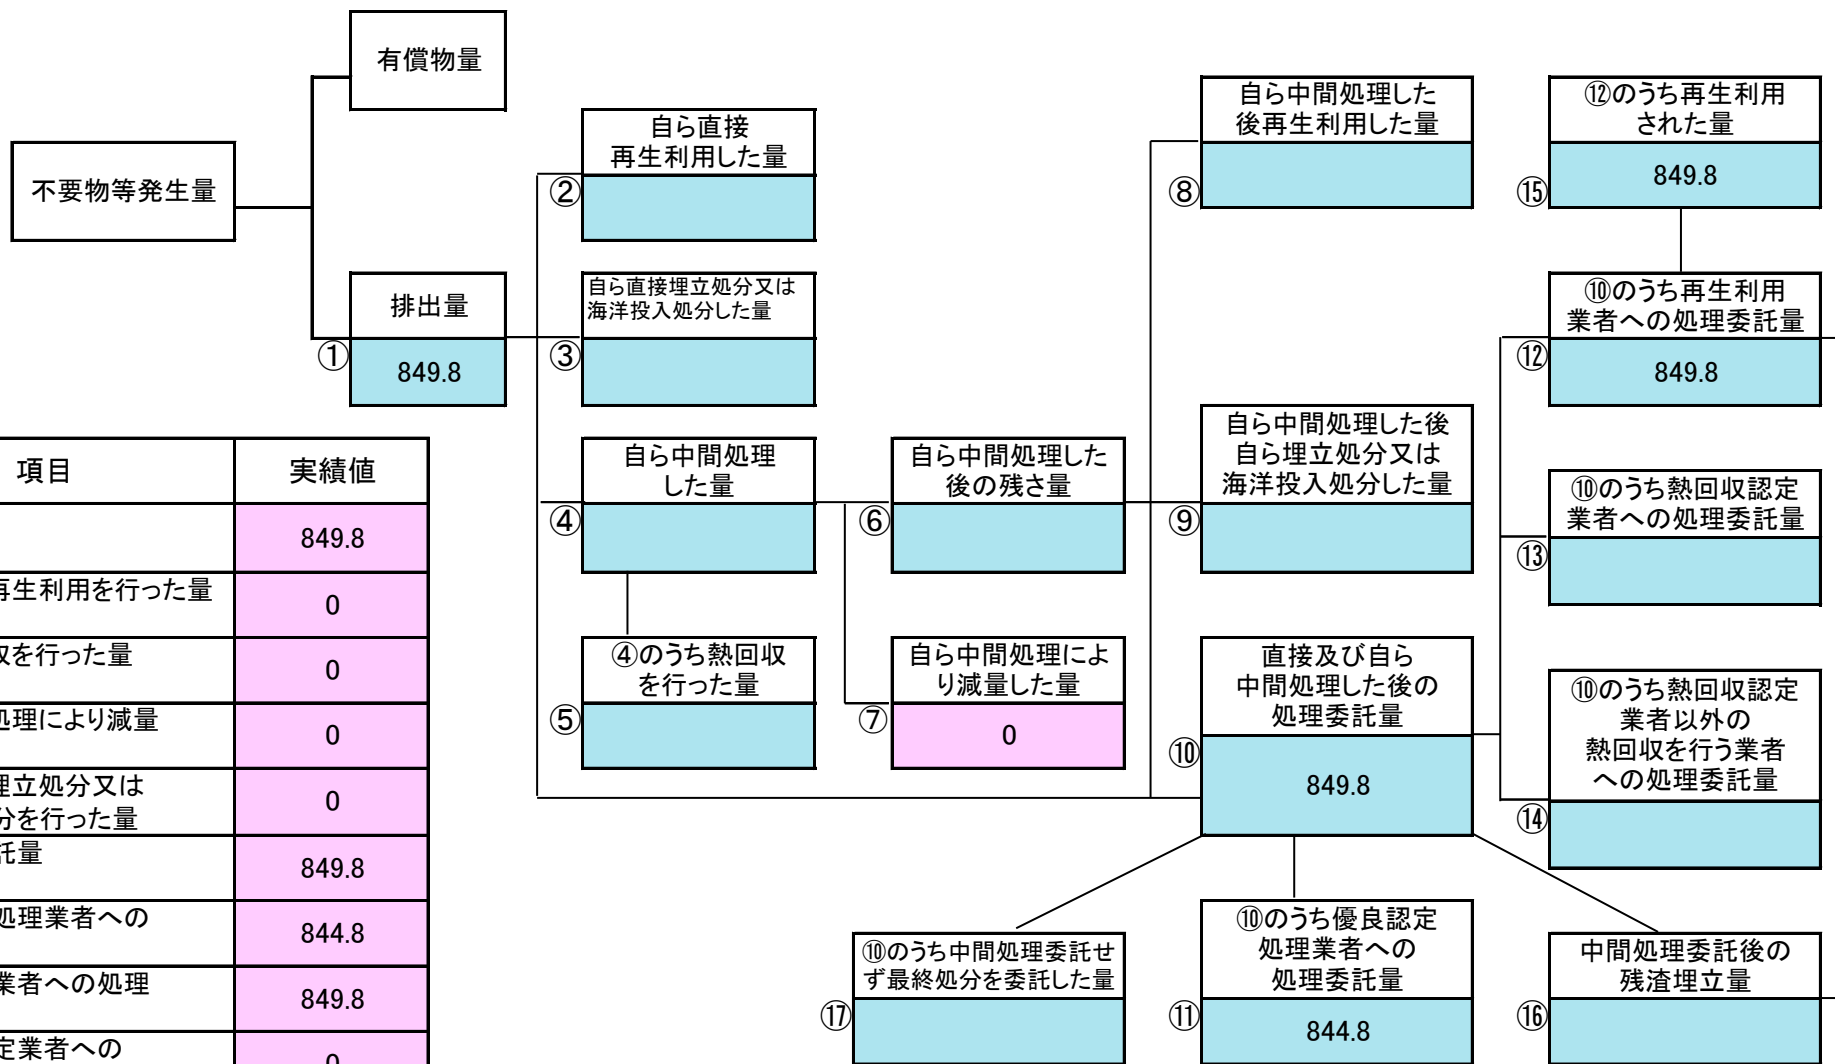 有償物量
不要物等発生量
排出量
①
849.8
自ら直接
再生利用した量
②
自ら直接埋立処分又は
海洋投入処分した量
③
自ら中間処理
した量
④
④のうち熱回収
を行った量
⑤
自ら中間処理した
後の残さ量
⑥
自ら中間処理によ
り減量した量
⑦
0
自ら中間処理した
後再生利用した量
⑧
自ら中間処理した後
自ら埋立処分又は
海洋投入処分した量
⑨
直接及び自ら
中間処理した後の
処理委託量
⑩
849.8
⑫のうち再生利用
された量
⑮
849.8
⑩のうち再生利用
業者への処理委託量
⑫
849.8
⑩のうち熱回収認定
業者への処理委託量
⑬
⑩のうち熱回収認定
業者以外の
熱回収を行う業者
への処理委託量
⑭
⑩のうち中間処理委託せ
ず最終処分を委託した量
⑰
⑩のうち優良認定
処理業者への
処理委託量
⑪
844.8
中間処理委託後の
残渣埋立量
⑯
項目
実績値
849.8
再生利用を行った量
0
を行った量
0
処理により減量
0
埋立処分又は
を行った量
0
託量
849.8
処理業者への
844.8
業者への処理
849.8
定業者への
0